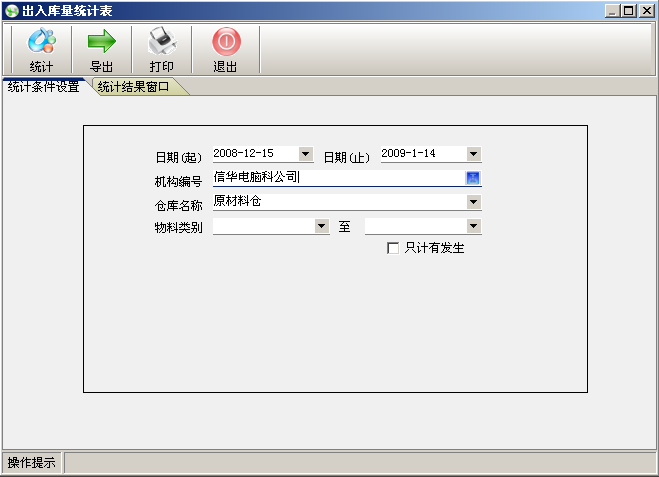 出入库量统计表
统计 导出 打印 退出
统计条件设置 统计结果窗口
日期(起) 2008-12-15 日期(止) 2009-1-14
机构编号 信华电脑科公司
仓库名称 原材料仓
物料类别 至
只计有发生
操作提示